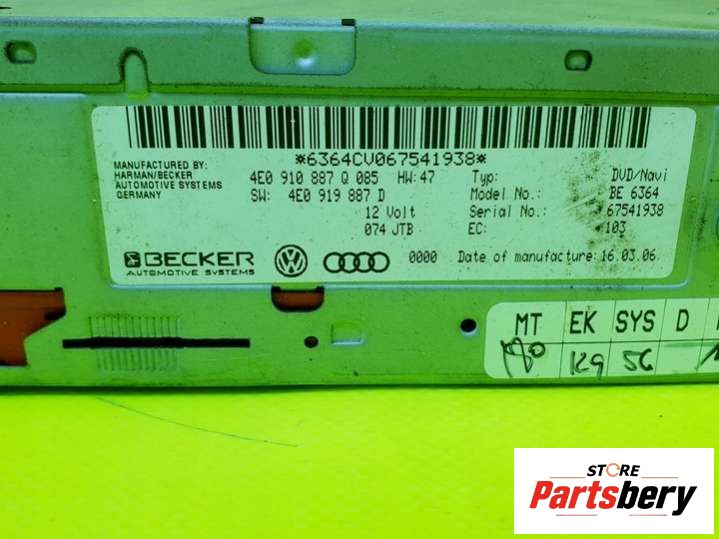 *6364CV067541938*
MANUFACTURED BY:
HARMAN/BECKER
AUTOMOTIVE SYSTEMS
GERMANY
4E0 910 887 Q 085 HW: 47
SW: 4E0 919 887 D
12 Volt
074 JTB
Typ: DVD/Navi
Model No.: BE 6364
Serial No.: 67541938
EC: 103
BECKER
AUTOMOTIVE SYSTEMS
0000 Date of manufacture: 16.03.06
MT EK SYS D
K9 56
STORE
Partsbery